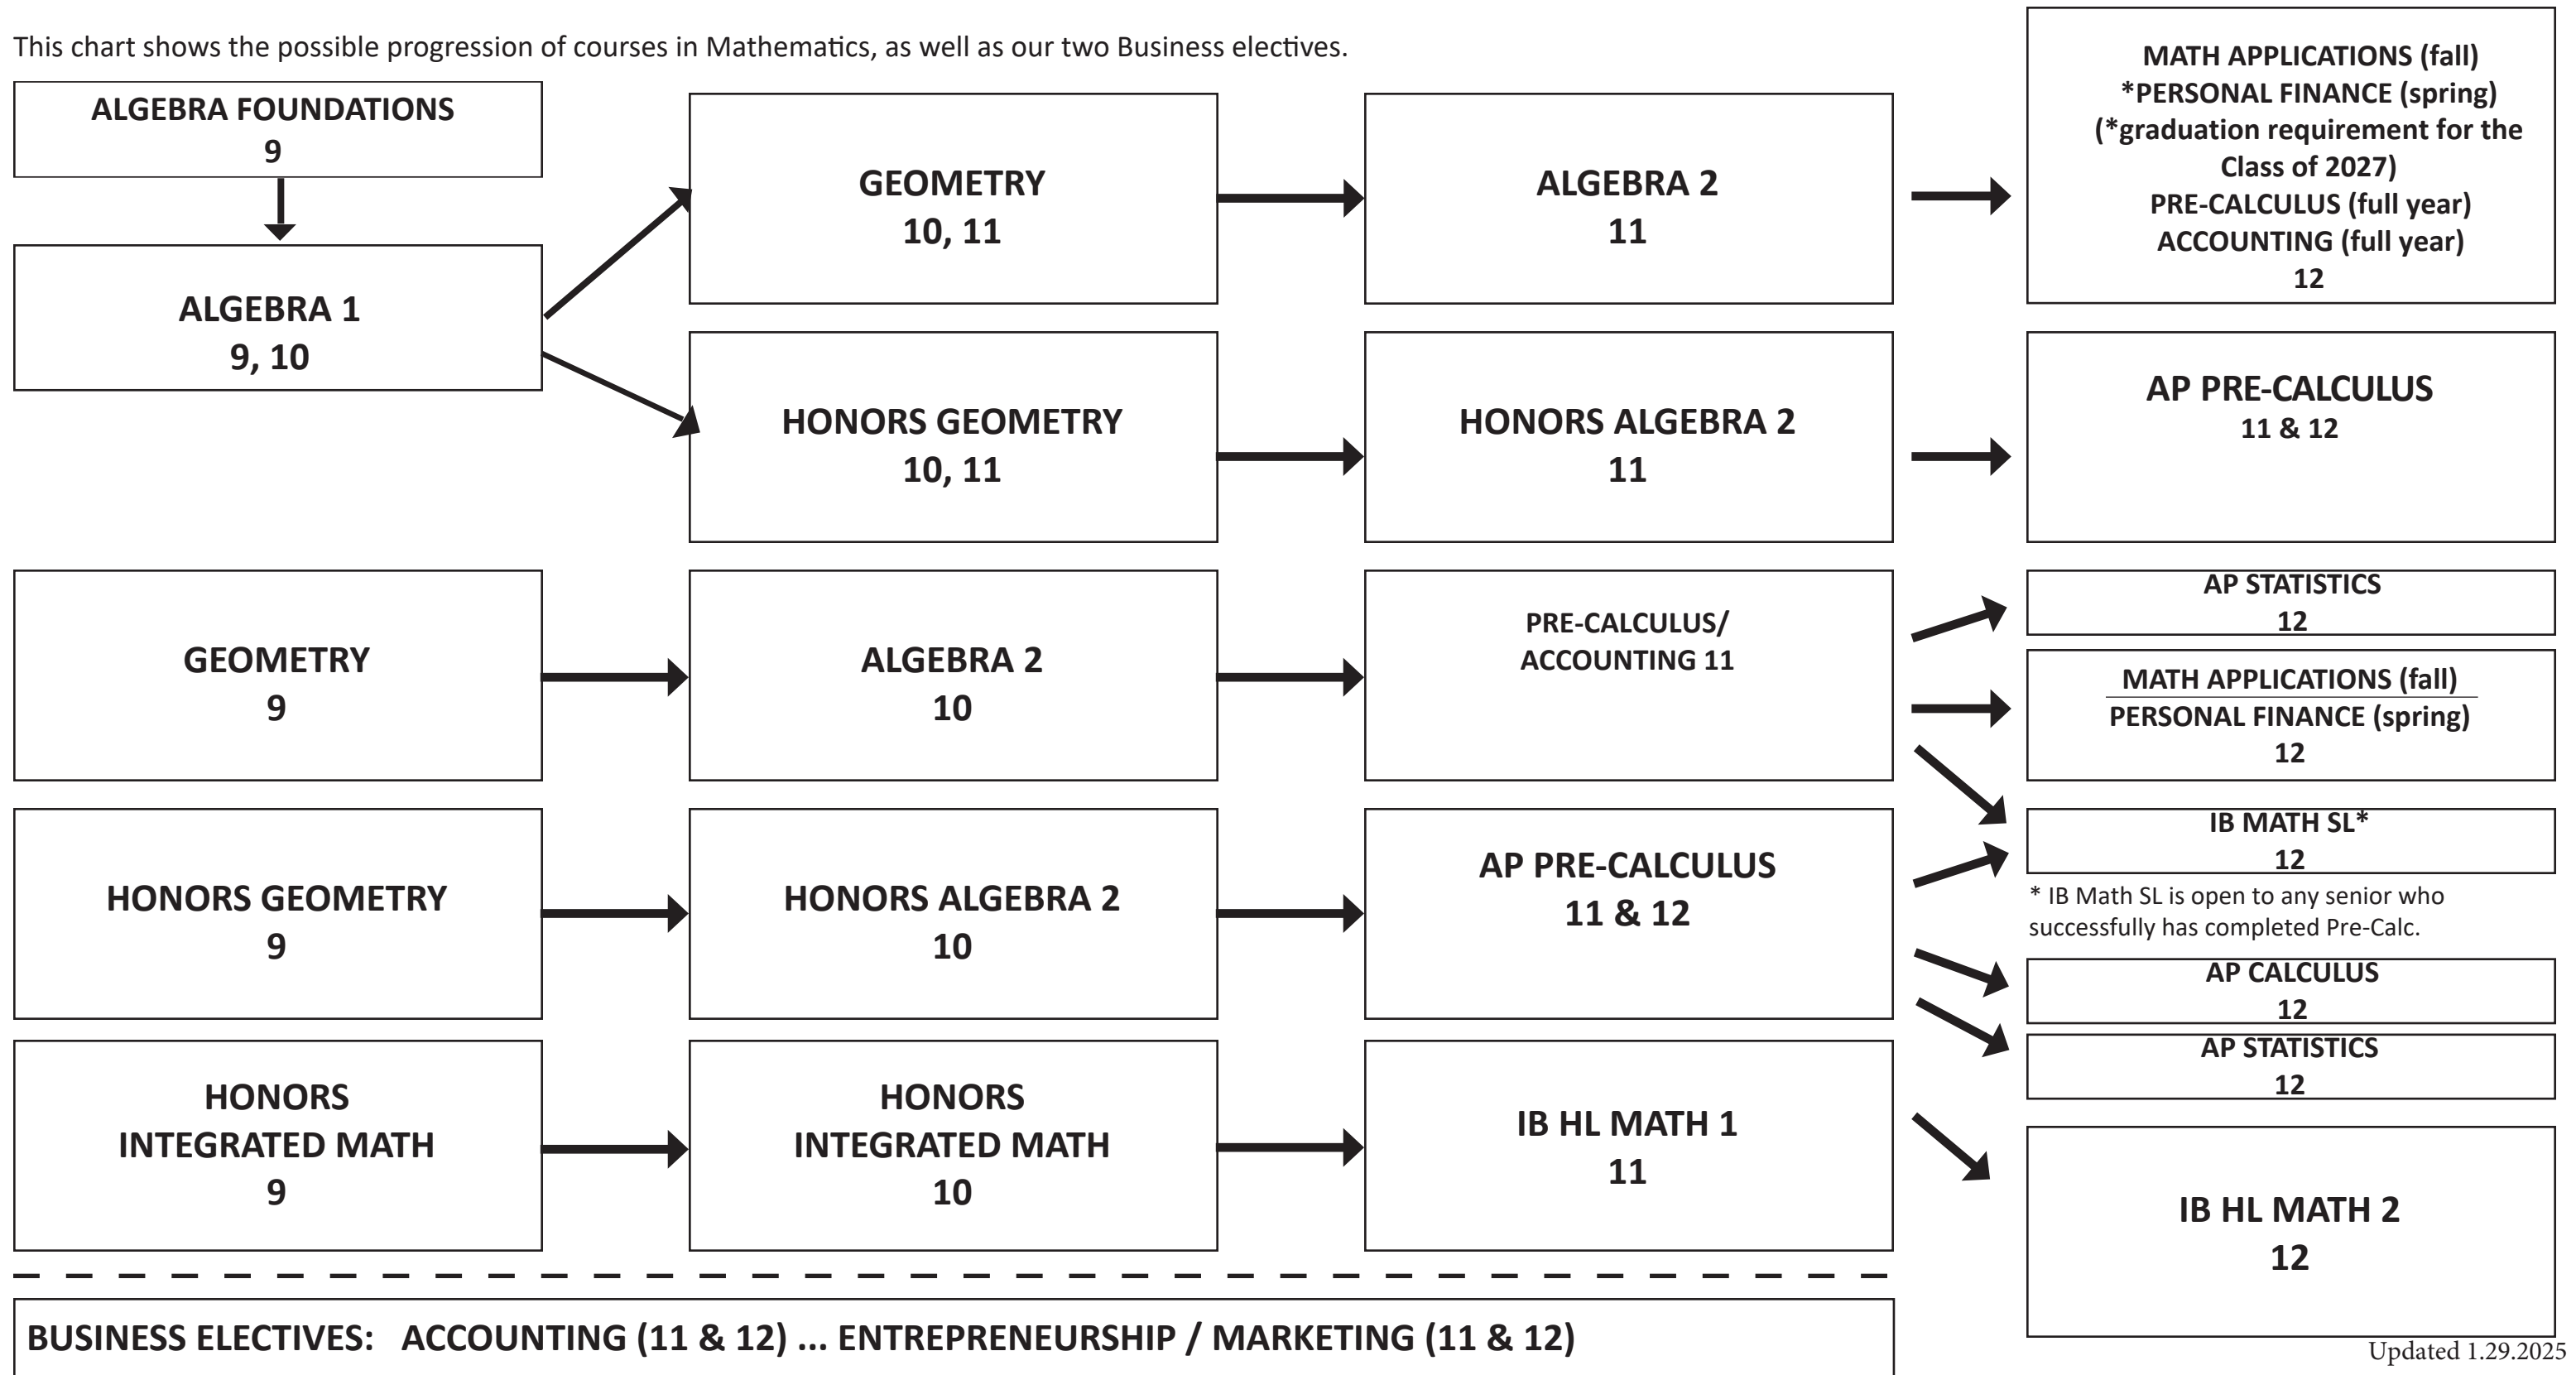 This chart shows the possible progression of courses in Mathematics, as well as our two Business electives.
ALGEBRA FOUNDATIONS
9
ALGEBRA 1
9, 10
GEOMETRY
10, 11
ALGEBRA 2
11
MATH APPLICATIONS (fall)
*PERSONAL FINANCE (spring)
(*graduation requirement for the
Class of 2027)
PRE-CALCULUS (full year)
ACCOUNTING (full year)
12
HONORS GEOMETRY
10, 11
HONORS ALGEBRA 2
11
AP PRE-CALCULUS
11 & 12
GEOMETRY
9
ALGEBRA 2
10
PRE-CALCULUS/
ACCOUNTING 11
AP STATISTICS
12
MATH APPLICATIONS (fall)
PERSONAL FINANCE (spring)
12
HONORS GEOMETRY
9
HONORS ALGEBRA 2
10
AP PRE-CALCULUS
11 & 12
IB MATH SL*
12
* IB Math SL is open to any senior who
successfully has completed Pre-Calc.
AP CALCULUS
12
AP STATISTICS
12
HONORS
INTEGRATED MATH
9
HONORS
INTEGRATED MATH
10
IB HL MATH 1
11
IB HL MATH 2
12
BUSINESS ELECTIVES: ACCOUNTING (11 & 12) ... ENTREPRENEURSHIP / MARKETING (11 & 12)
Updated 1.29.2025